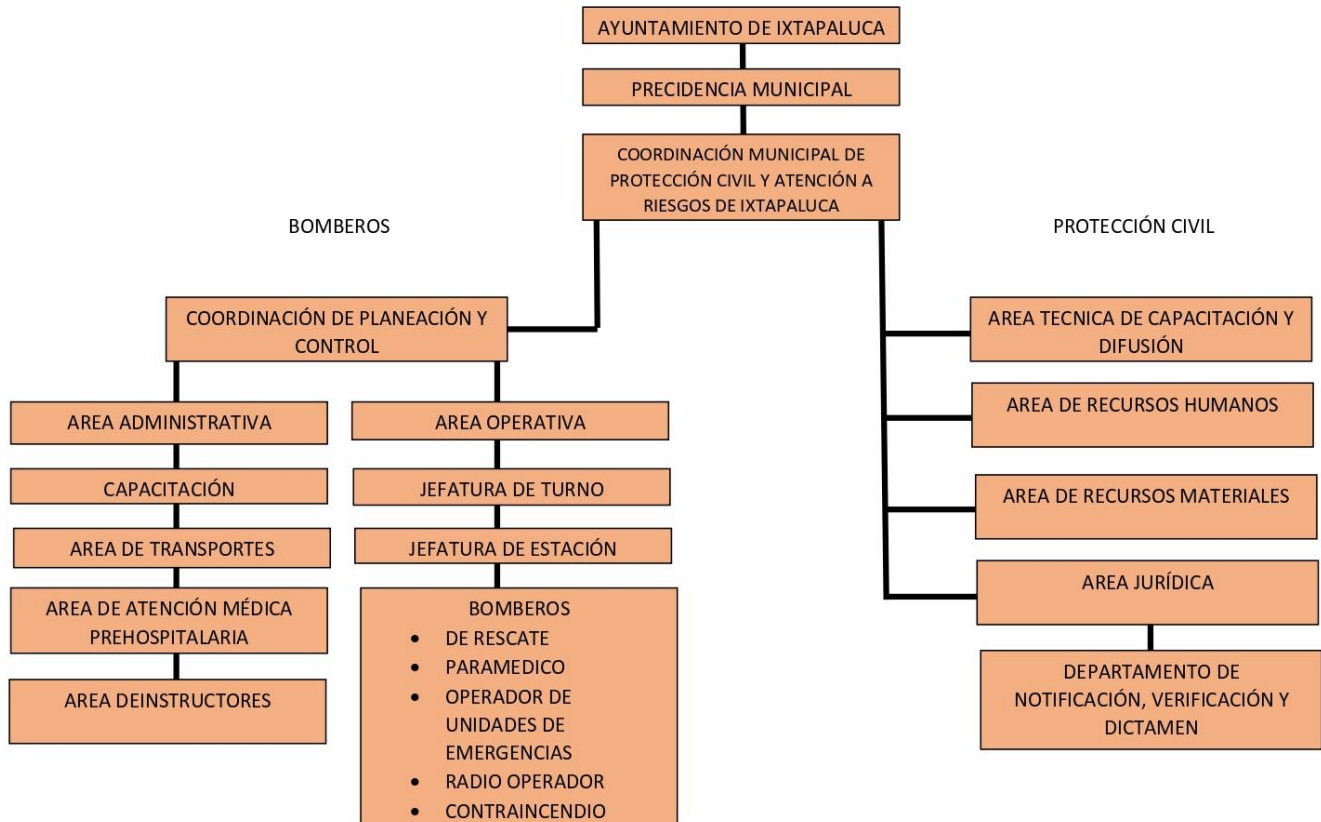 AYUNTAMIENTO DE IXTAPALUCA
PRECIDENCIA MUNICIPAL
COORDINACIÓN MUNICIPAL DE
PROTECCIÓN CIVIL Y ATENCIÓN A
RIESGOS DE IXTAPALUCA
BOMBEROS
PROTECCIÓN CIVIL
COORDINACIÓN DE PLANEACIÓN Y
CONTROL
AREA ADMINISTRATIVA
CAPACITACIÓN
AREA DE TRANSPORTES
AREA DE ATENCIÓN MÉDICA
PREHOSPITALARIA
AREA DEINSTRUCTORES
AREA OPERATIVA
JEFATURA DE TURNO
JEFATURA DE ESTACIÓN
BOMBEROS
• DE RESCATE
• PARAMEDICO
• OPERADOR DE
UNIDADES DE
EMERGENCIAS
• RADIO OPERADOR
• CONTRAINCENDIO
AREA TECNICA DE CAPACITACIÓN Y
DIFUSIÓN
AREA DE RECURSOS HUMANOS
AREA DE RECURSOS MATERIALES
AREA JURÍDICA
DEPARTAMENTO DE
NOTIFICACIÓN, VERIFICACIÓN Y
DICTAMEN